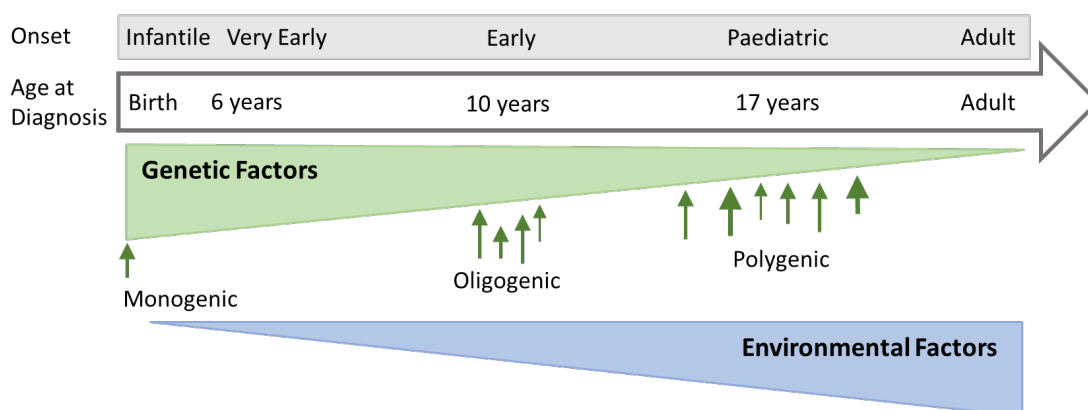 Onset Infantile Very Early Early Paediatric Adult
Age at
Diagnosis
Birth 6 years 10 years 17 years Adult
Genetic Factors
Monogenic
Oligogenic
Polygenic
Environmental Factors